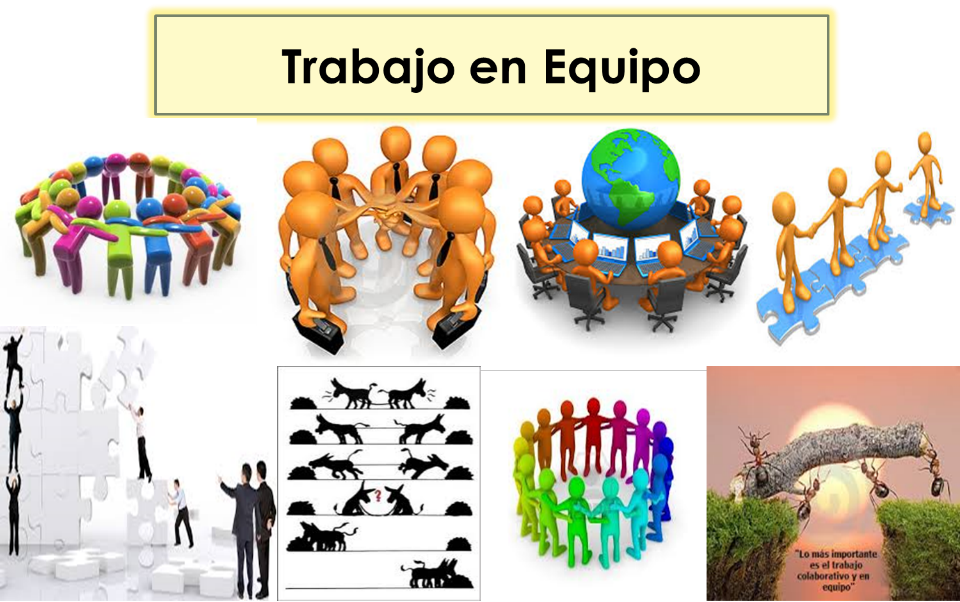 Trabajo en Equipo
?
"Lo más importante
es el trabajo
colaborativo y en
equipo"